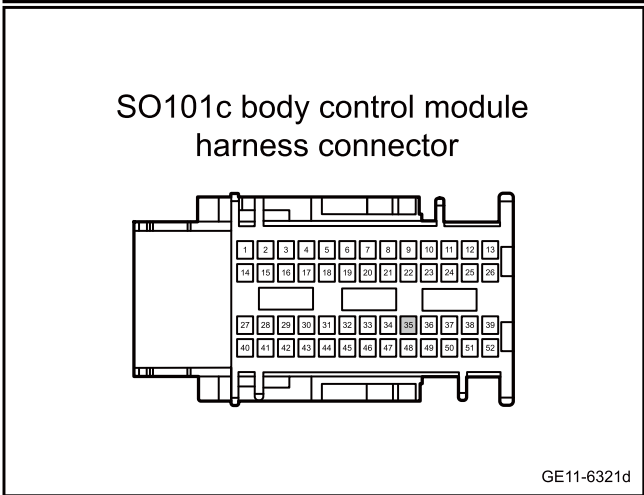 SO101c body control module
harness connector
1 2 3 4 5 6 7 8 9 10 11 12 13
14 15 16 17 18 19 20 21 22 23 24 25 26
27 28 29 30 31 32 33 34 35 36 37 38 39
40 41 42 43 44 45 46 47 48 49 50 51 52
GE11-6321d